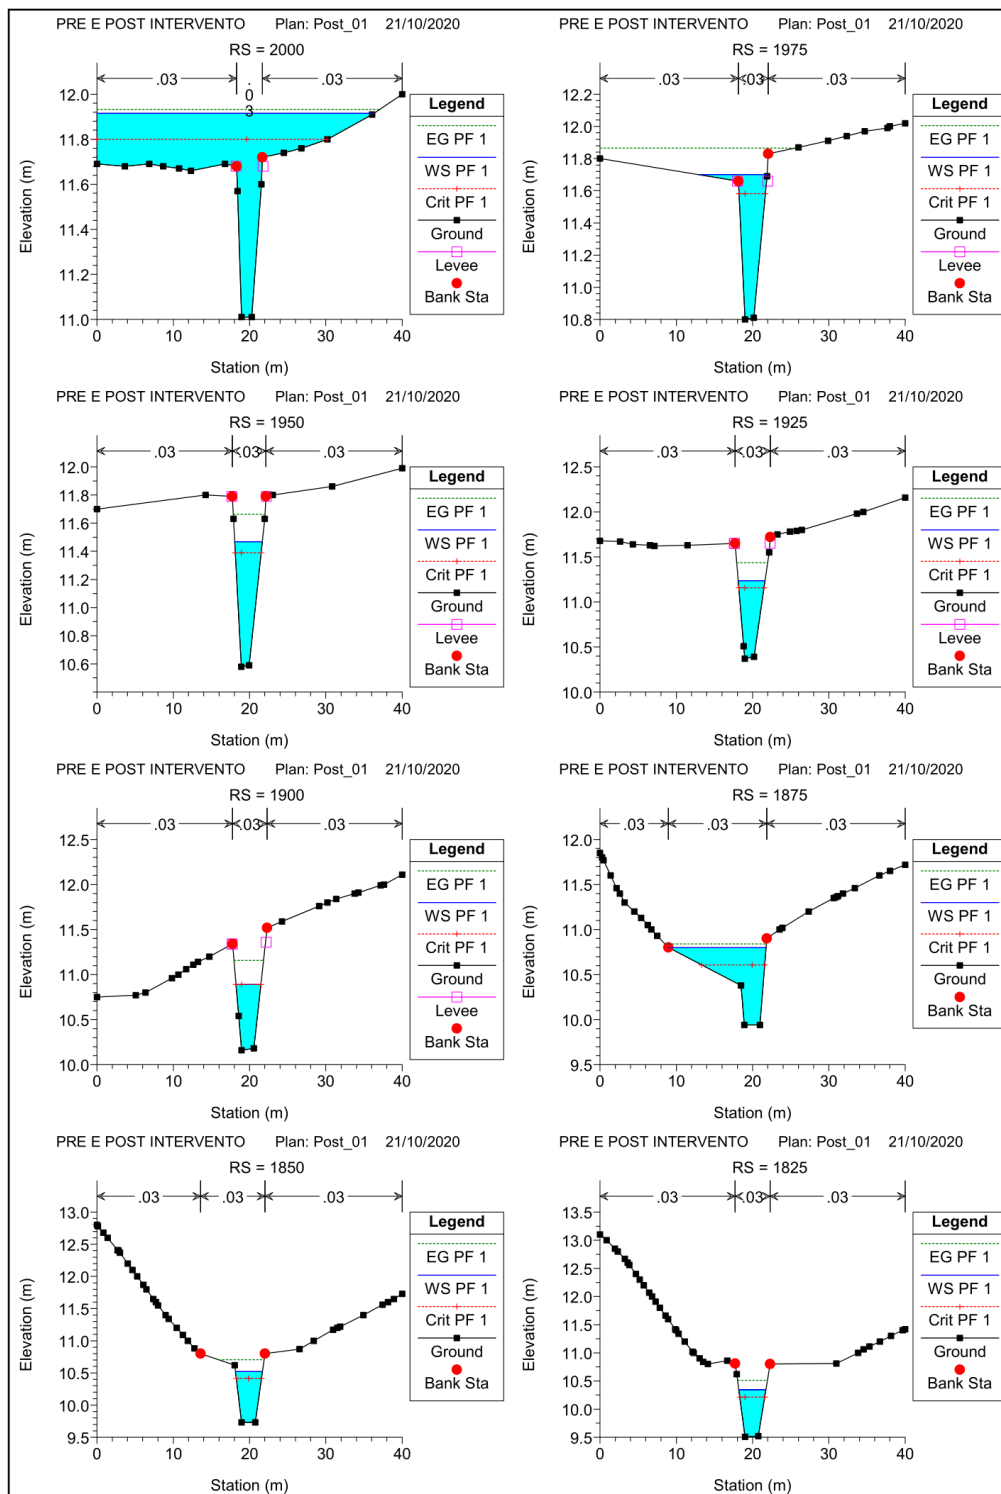 PRE E POST INTERVENTO Plan: Post_01 21/10/2020
RS = 2000
.03 .03 .03
Legend
EG PF 1
WS PF 1
Crit PF 1
Ground
Levee
Bank Sta
Elevation (m)
12.0
11.8
11.6
11.4
11.2
11.0
0 10 20 30 40
Station (m)
PRE E POST INTERVENTO Plan: Post_01 21/10/2020
RS = 1975
.03 .03 .03
Legend
EG PF 1
WS PF 1
Crit PF 1
Ground
Levee
Bank Sta
Elevation (m)
12.2
12.0
11.8
11.6
11.4
11.2
11.0
10.8
0 10 20 30 40
Station (m)
PRE E POST INTERVENTO Plan: Post_01 21/10/2020
RS = 1950
.03 .03 .03
Legend
EG PF 1
WS PF 1
Crit PF 1
Ground
Levee
Bank Sta
Elevation (m)
12.0
11.8
11.6
11.4
11.2
11.0
10.8
10.6
0 10 20 30 40
Station (m)
PRE E POST INTERVENTO Plan: Post_01 21/10/2020
RS = 1925
.03 .03 .03
Legend
EG PF 1
WS PF 1
Crit PF 1
Ground
Levee
Bank Sta
Elevation (m)
12.5
12.0
11.5
11.0
10.5
10.0
0 10 20 30 40
Station (m)
PRE E POST INTERVENTO Plan: Post_01 21/10/2020
RS = 1900
.03 .03 .03
Legend
EG PF 1
WS PF 1
Crit PF 1
Ground
Levee
Bank Sta
Elevation (m)
12.5
12.0
11.5
11.0
10.5
10.0
0 10 20 30 40
Station (m)
PRE E POST INTERVENTO Plan: Post_01 21/10/2020
RS = 1875
.03 .03 .03
Legend
EG PF 1
WS PF 1
Crit PF 1
Ground
Bank Sta
Elevation (m)
12.0
11.5
11.0
10.5
10.0
9.5
0 10 20 30 40
Station (m)
PRE E POST INTERVENTO Plan: Post_01 21/10/2020
RS = 1850
.03 .03 .03
Legend
EG PF 1
WS PF 1
Crit PF 1
Ground
Bank Sta
Elevation (m)
13.0
12.5
12.0
11.5
11.0
10.5
10.0
9.5
0 10 20 30 40
Station (m)
PRE E POST INTERVENTO Plan: Post_01 21/10/2020
RS = 1825
.03 .03 .03
Legend
EG PF 1
WS PF 1
Crit PF 1
Ground
Bank Sta
Elevation (m)
13.5
13.0
12.5
12.0
11.5
11.0
10.5
10.0
9.5
0 10 20 30 40
Station (m)